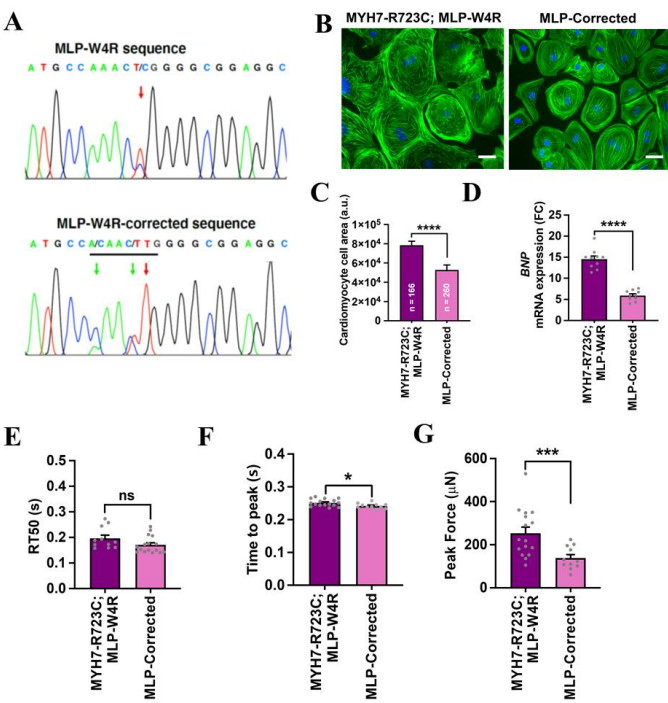 A
MLP-W4R sequence
A T G C C A A A C T/C G G G G C G G A G G C
MLP-W4R-corrected sequence
A T G C C A/C A A C/T T G G G G C G G A G G C
B
MYH7-R723C; MLP-W4R
MLP-Corrected
C
Cardiomyocyte cell area (a.u.)
1×10⁶
8×10⁴
6×10⁴
4×10⁴
2×10⁴
0
****
n = 166
n = 260
MYH7-R723C;
MLP-W4R
MLP-Corrected
D
BNP
mRNA expression (FC)
25
20
15
10
5
0
****
MYH7-R723C;
MLP-W4R
MLP-Corrected
E
RT50 (s)
0.5
0.4
0.3
0.2
0.1
0.0
ns
MYH7-R723C;
MLP-W4R
MLP-Corrected
F
Time to peak (s)
0.4
0.3
0.2
0.1
0.0
*
MYH7-R723C;
MLP-W4R
MLP-Corrected
G
Peak Force (µN)
600
400
200
0
***
MYH7-R723C;
MLP-W4R
MLP-Corrected